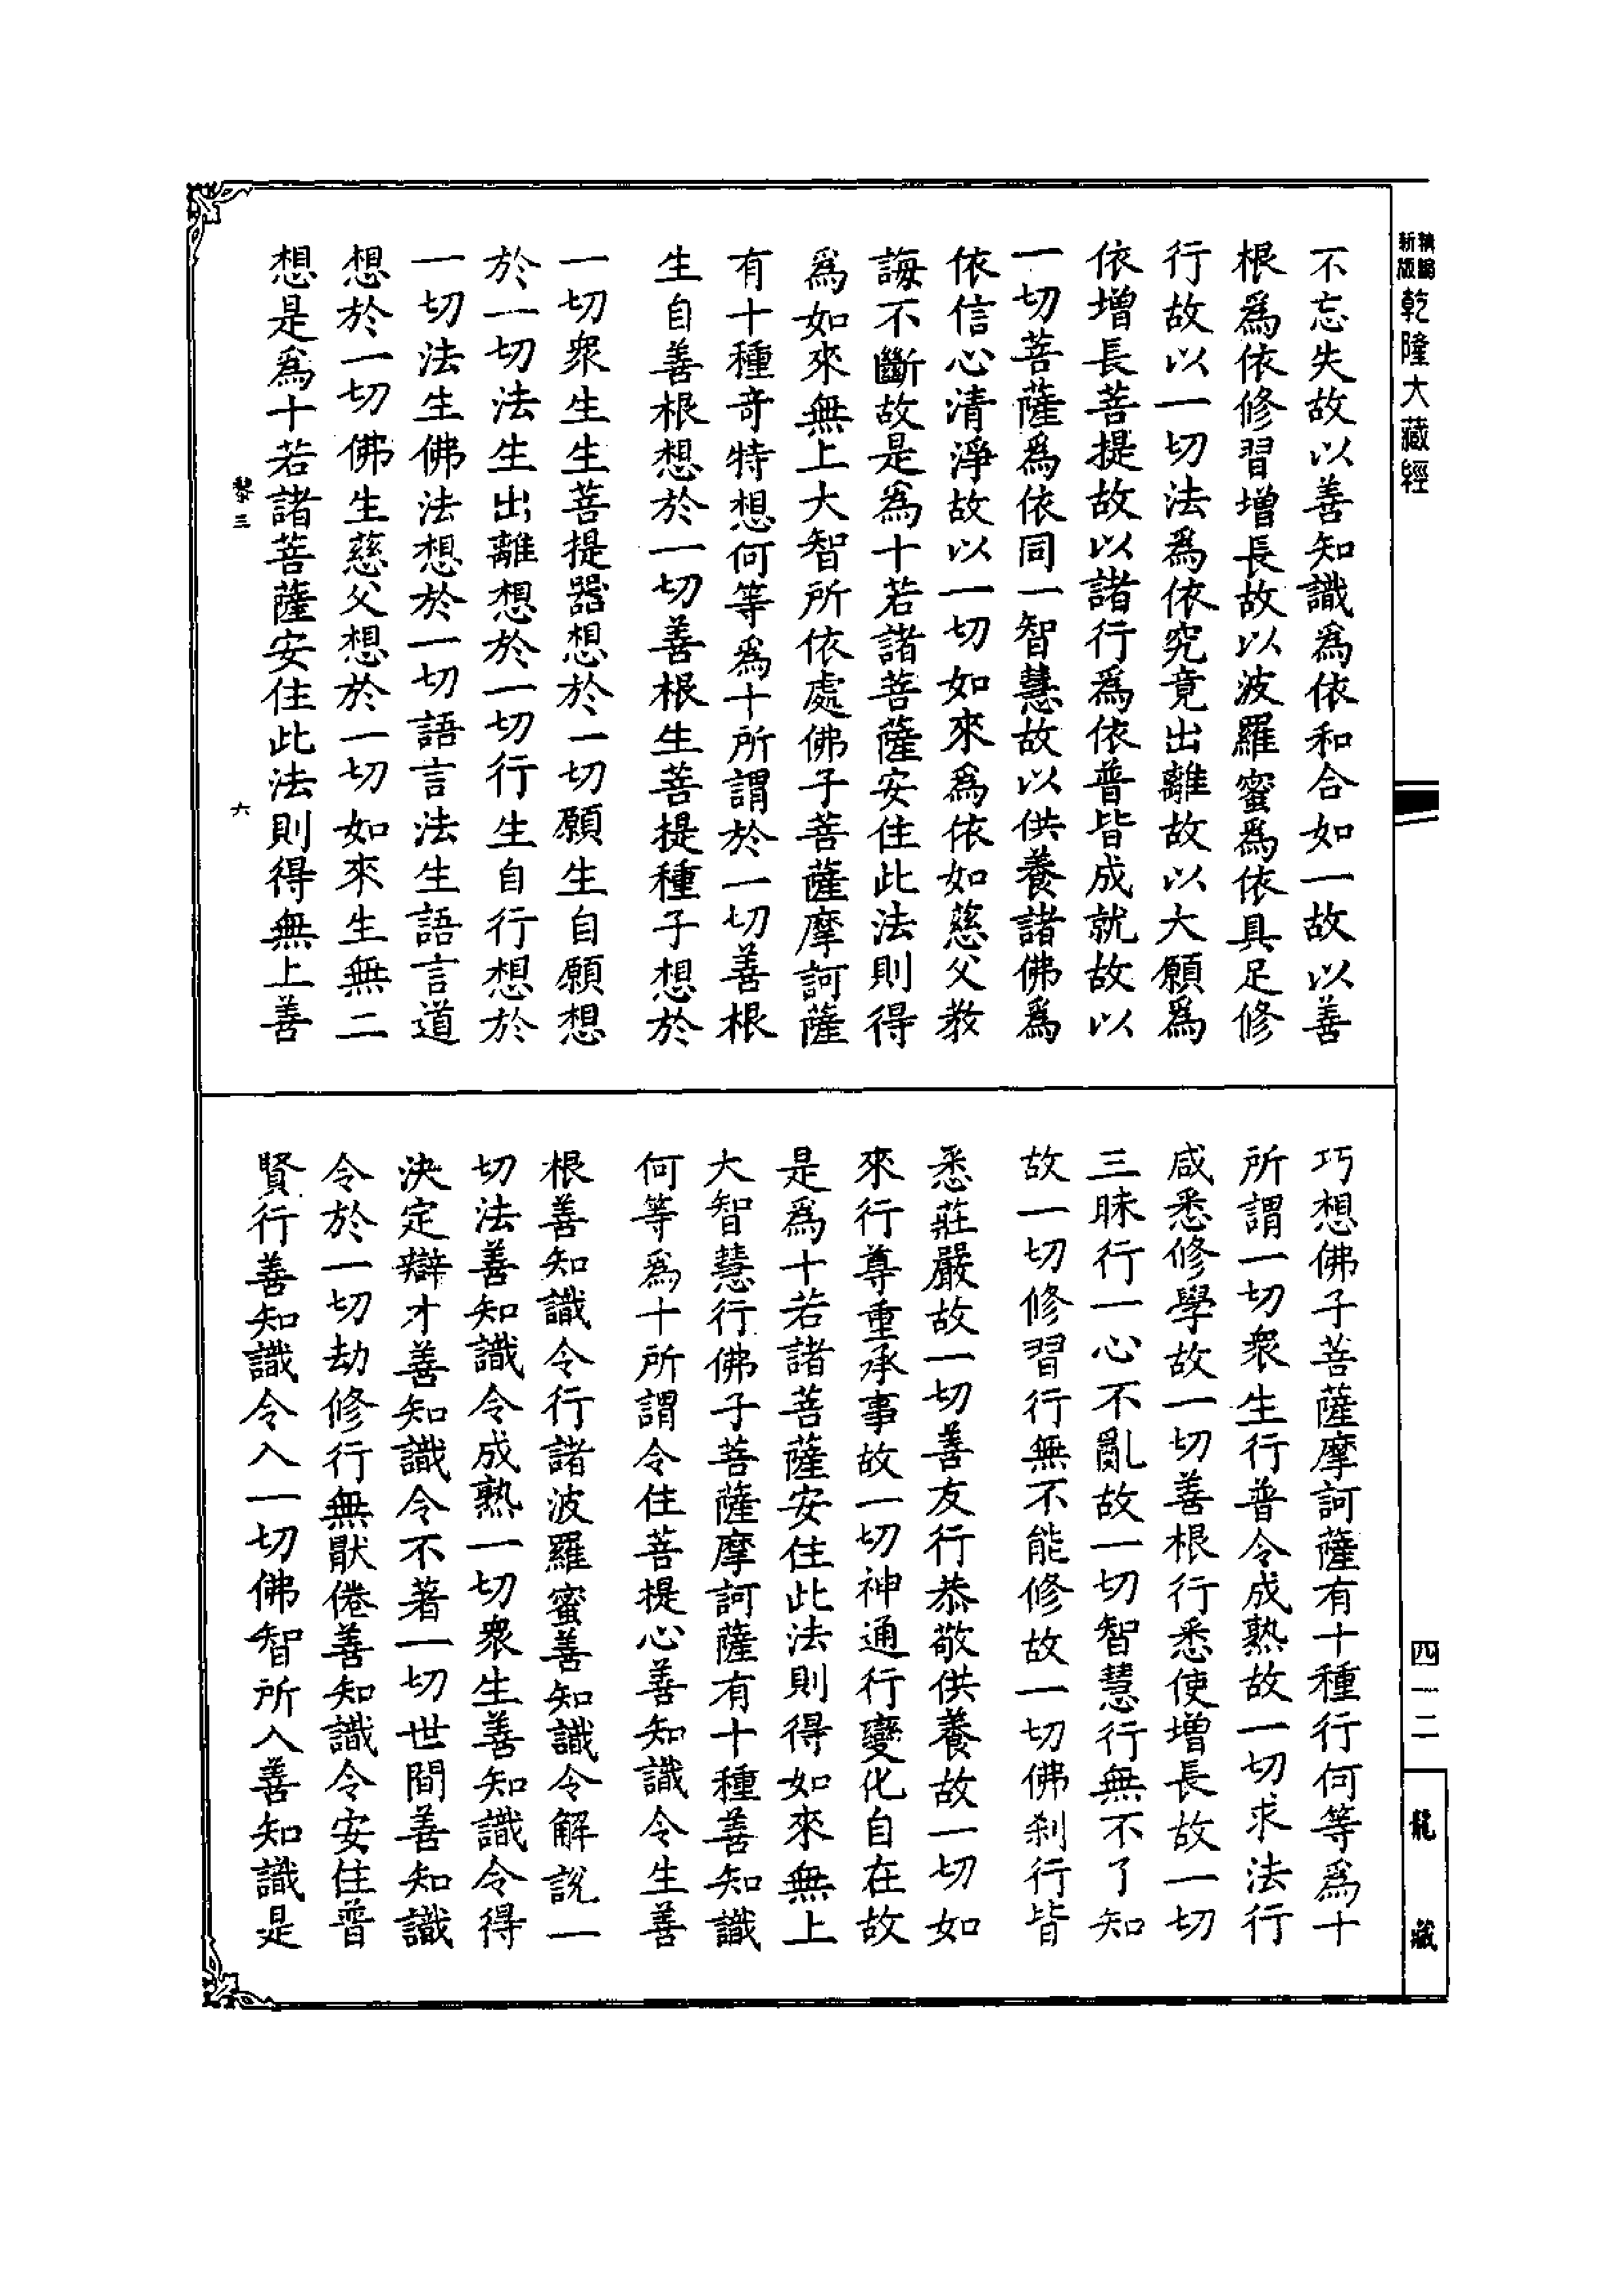 精編
新版
乾隆大藏經
不忘失故以善知識為依和合如一故以善
根為依修習增長故以波羅蜜為依具足修
行故以一切法為依究竟出離故以大願為
依增長菩提故以諸行為依普皆成就故以
一切菩薩為依同一智慧故以供養諸佛為
依信心清淨故以一切如來為依如慈父教
誨不斷故是為十若諸菩薩安住此法則得
為如來無上大智所依處佛子菩薩摩訶薩
有十種奇特想何等為十所謂於一切善根
生自善根想於一切善根生菩提種子想於
一切眾生生菩提器想於一切願生自願想
於一切法生出離想於一切行生自行想於
一切法生佛法想於一切語言法生語言道
想於一切佛生慈父想於一切如來生無二
想是為十若諸菩薩安住此法則得無上善
黎三
六
巧想佛子菩薩摩訶薩有十種行何等為十
所謂一切眾生行普令成熟故一切求法行
咸悉修學故一切善根行悉使增長故一切
三昧行一心不亂故一切智慧行無不了知
故一切修習行無不能修故一切佛剎行皆
悉莊嚴故一切善友行恭敬供養故一切如
來行尊重承事故一切神通行變化自在故
是為十若諸菩薩安住此法則得如來無上
大智慧行佛子菩薩摩訶薩有十種善知識
何等為十所謂令住菩提心善知識令生善
根善知識令行諸波羅蜜善知識令解說一
切法善知識令成熟一切眾生善知識令得
決定辯才善知識令不著一切世間善知識
令於一切劫修行無厭倦善知識令安住普
賢行善知識令入一切佛智所入善知識是
四一二
龍藏